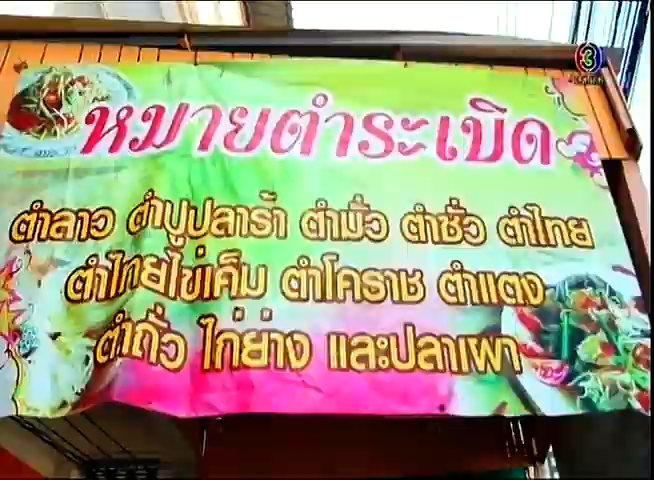 หมายตำระเบิด
ตำลาว ตำปูปลาร้า ตำมั่ว ตำซั่ว ตำไทย
ตำไทยไข่เค็ม ตำโคราช ตำแตง
ตำถั่ว ไก่ย่าง และปลาเผา
3